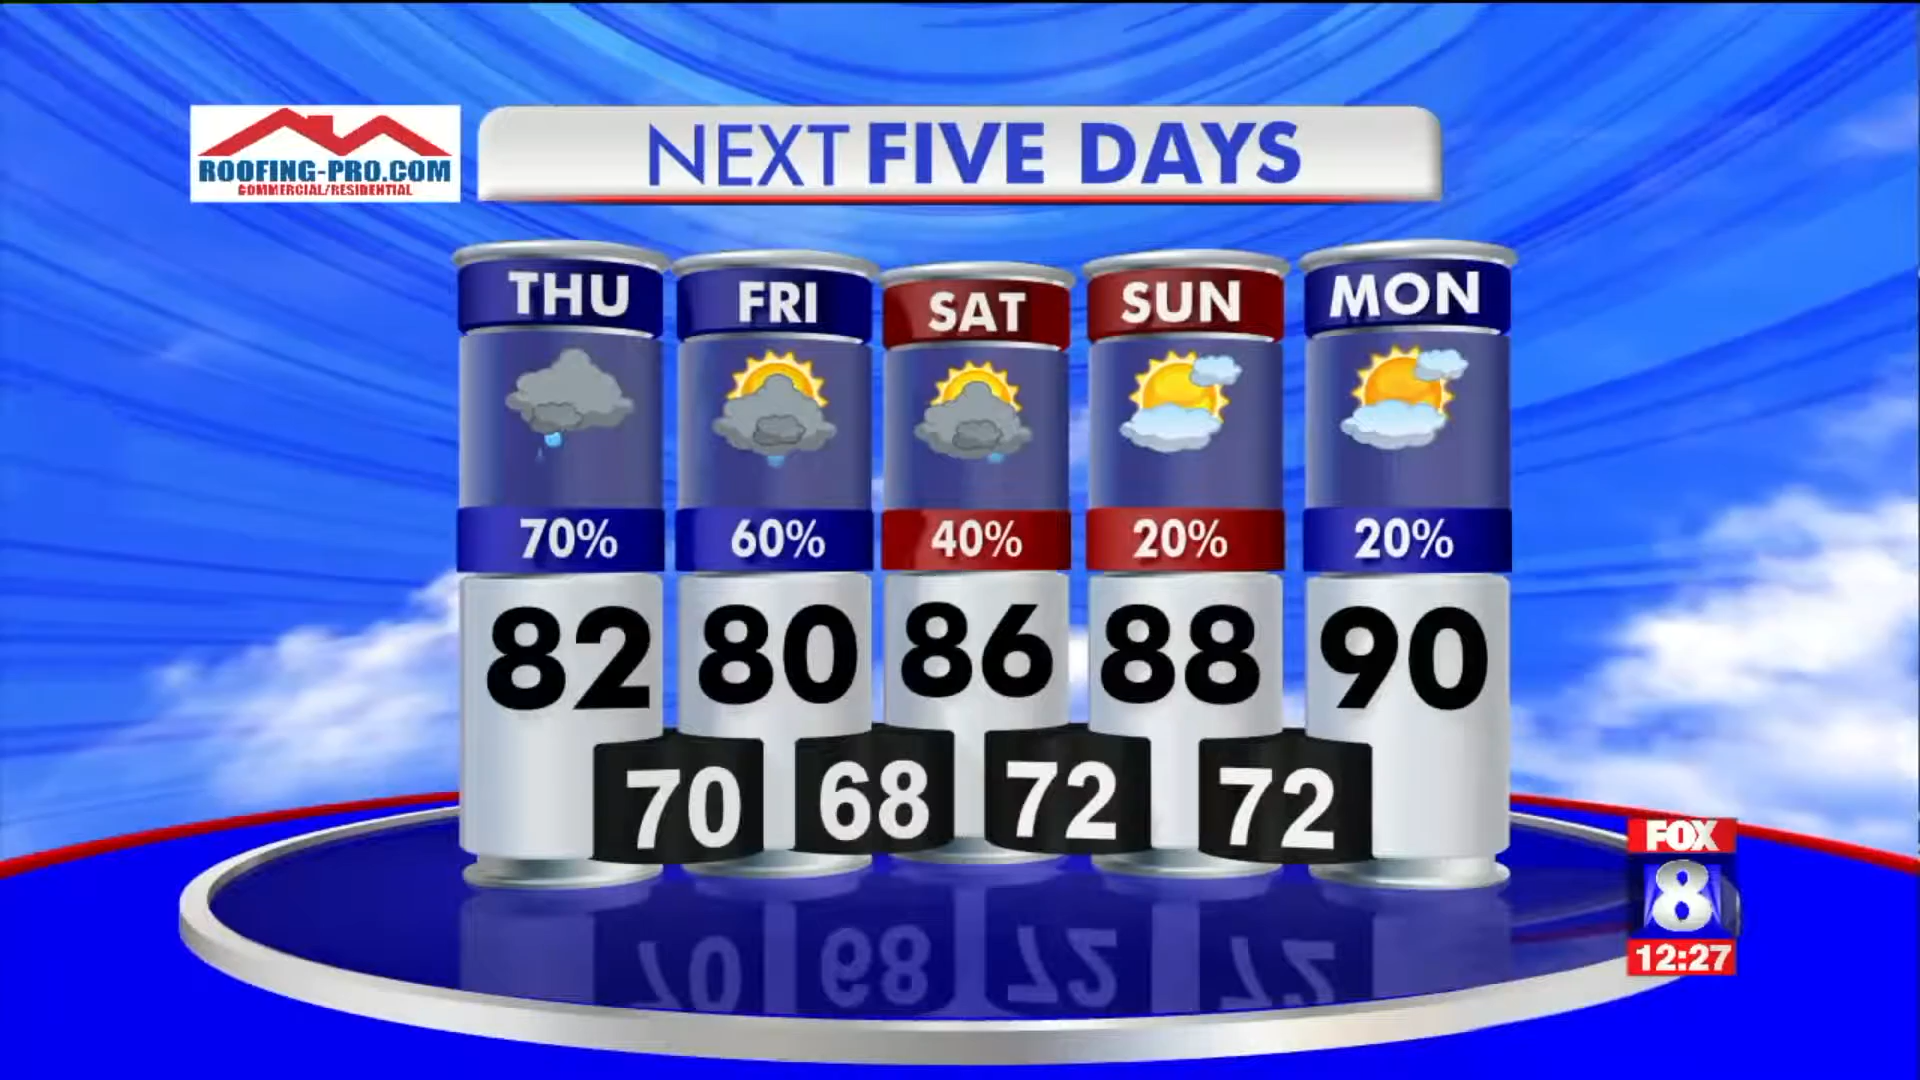 ROOFING-PRO.COM
COMMERCIAL/RESIDENTIAL
NEXT FIVE DAYS
THU FRI SAT SUN MON
70% 60% 40% 20% 20%
82 80 86 88 90
70 68 72 72
FOX
8
12:27